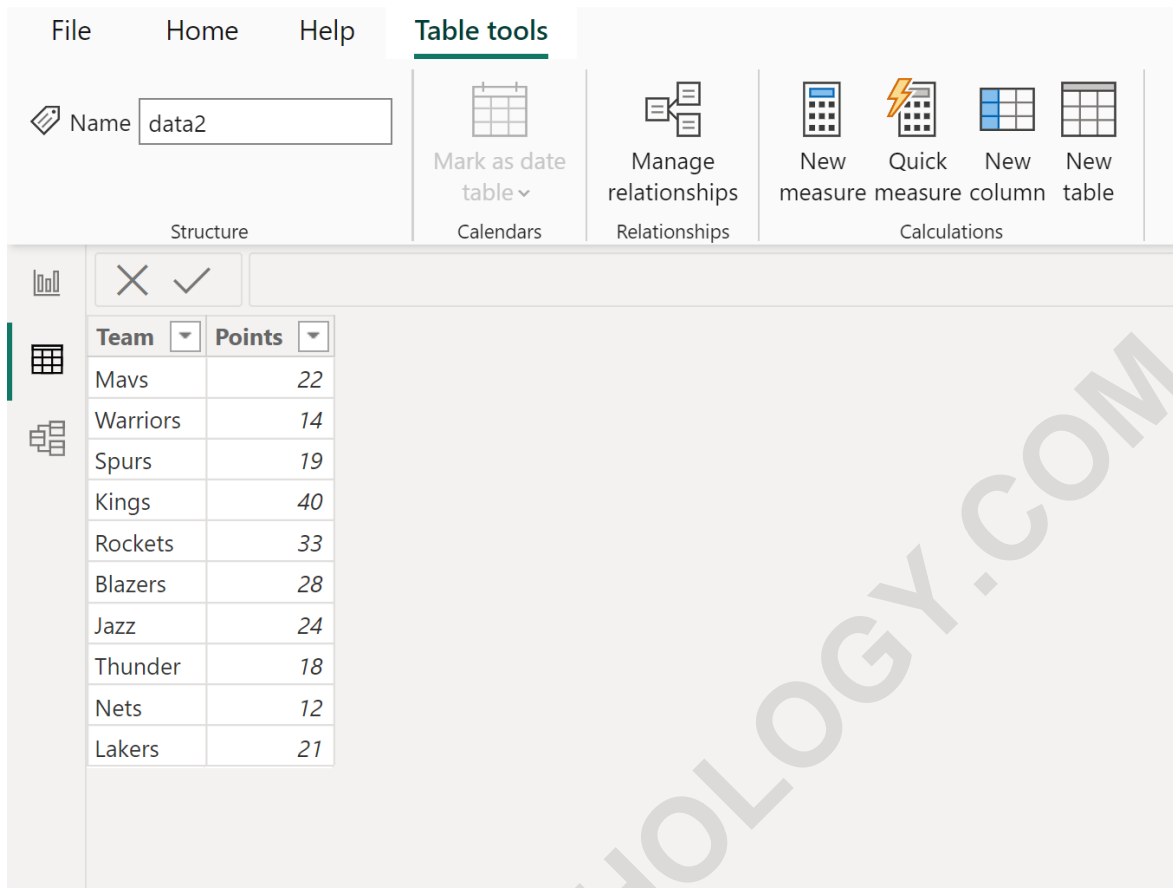 File Home Help Table tools
Name data2
Mark as date table
Manage relationships
New measure
Quick measure
New column
New table
Structure Calendars Relationships Calculations
Team Points
Mavs 22
Warriors 14
Spurs 19
Kings 40
Rockets 33
Blazers 28
Jazz 24
Thunder 18
Nets 12
Lakers 21
HOLOGY.COM